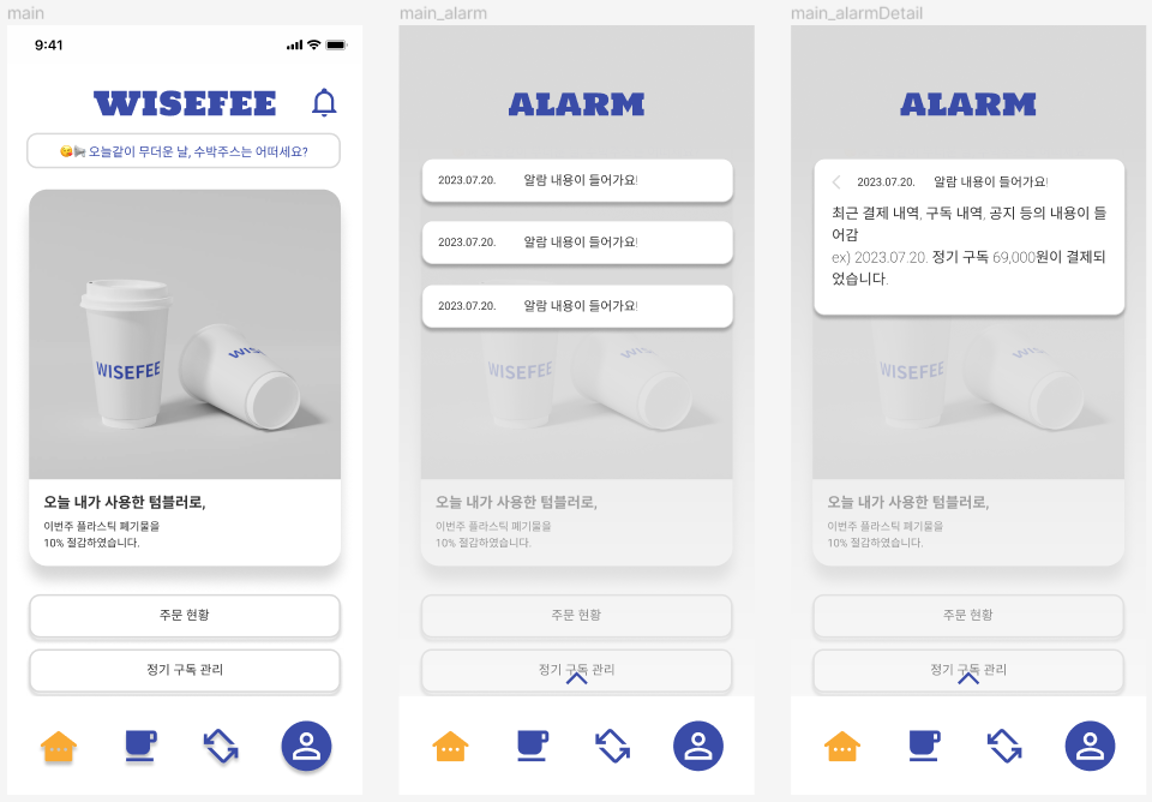 main
9:41
WISEFEE
😘📢 오늘같이 무더운 날, 수박주스는 어떠세요?
WISEFEE
WISE
오늘 내가 사용한 텀블러로,
이번주 플라스틱 폐기물을
10% 절감하였습니다.
주문 현황
정기 구독 관리
main_alarm
ALARM
2023.07.20. 알람 내용이 들어가요!
2023.07.20. 알람 내용이 들어가요!
2023.07.20. 알람 내용이 들어가요!
WISEFEE
WISE
오늘 내가 사용한 텀블러로,
이번주 플라스틱 폐기물을
10% 절감하였습니다.
주문 현황
정기 구독 관리
main_alarmDetail
ALARM
2023.07.20. 알람 내용이 들어가요!
최근 결제 내역, 구독 내역, 공지 등의 내용이 들
어감
ex) 2023.07.20. 정기 구독 69,000원이 결제되
었습니다.
WISEFEE
WISE
오늘 내가 사용한 텀블러로,
이번주 플라스틱 폐기물을
10% 절감하였습니다.
주문 현황
정기 구독 관리